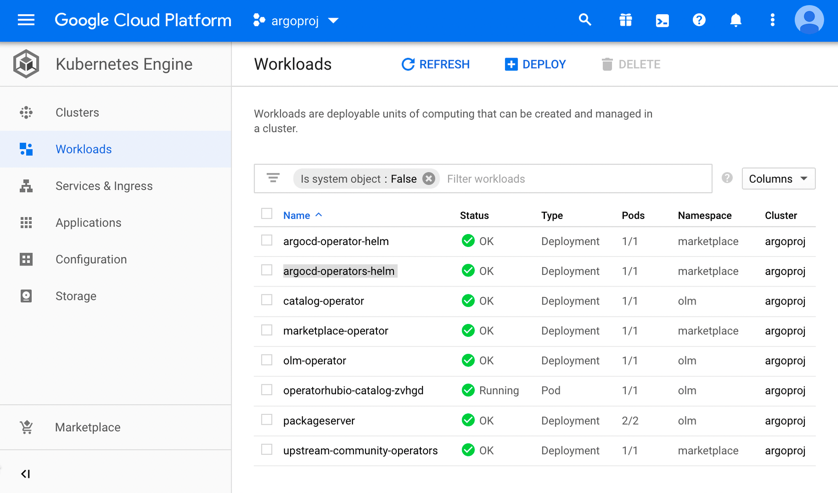 Google Cloud Platform argoproj
Kubernetes Engine
Clusters
Workloads
Services & Ingress
Applications
Configuration
Storage
Marketplace
Workloads REFRESH DEPLOY DELETE
Workloads are deployable units of computing that can be created and managed in
a cluster.
Is system object : False Filter workloads Columns
Name Status Type Pods Namespace Cluster
argocd-operator-helm OK Deployment 1/1 marketplace argoproj
argocd-operators-helm OK Deployment 1/1 marketplace argoproj
catalog-operator OK Deployment 1/1 olm argoproj
marketplace-operator OK Deployment 1/1 marketplace argoproj
olm-operator OK Deployment 1/1 olm argoproj
operatorhubio-catalog-zvhgd Running Pod 1/1 olm argoproj
packageserver OK Deployment 2/2 olm argoproj
upstream-community-operators OK Deployment 1/1 marketplace argoproj